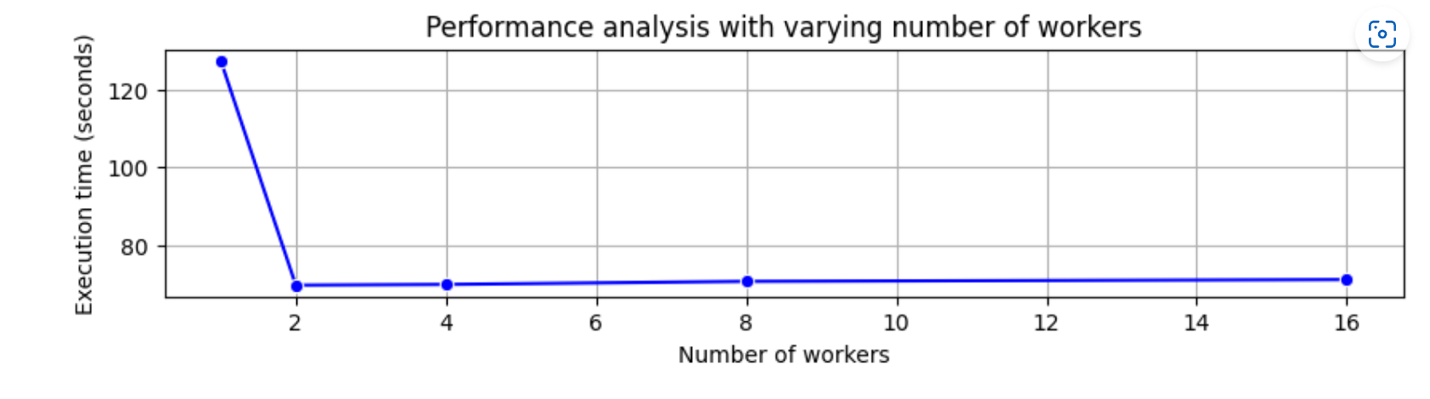 Performance analysis with varying number of workers
Execution time (seconds)
120
100
80
2 4 6 8 10 12 14 16
Number of workers